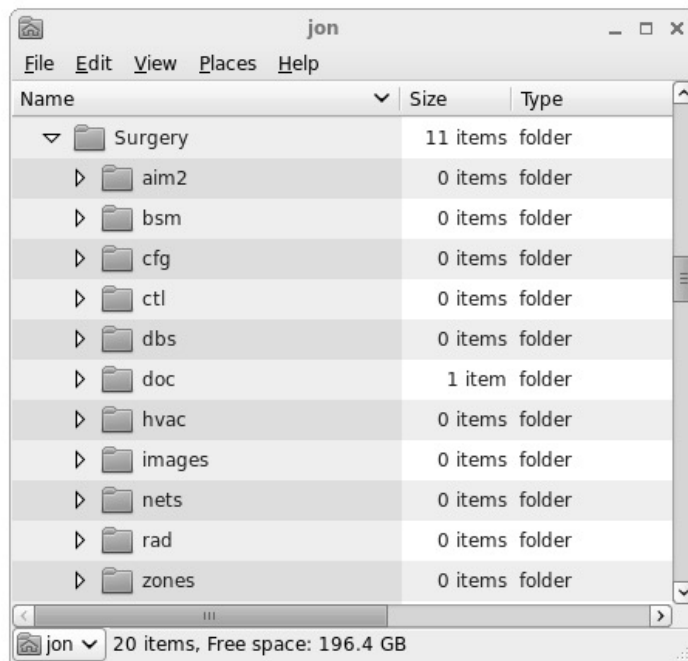 jon
File Edit View Places Help
Name Size Type
Surgery 11 items folder
aim2 0 items folder
bsm 0 items folder
cfg 0 items folder
ctl 0 items folder
dbs 0 items folder
doc 1 item folder
hvac 0 items folder
images 0 items folder
nets 0 items folder
rad 0 items folder
zones 0 items folder
jon 20 items, Free space: 196.4 GB